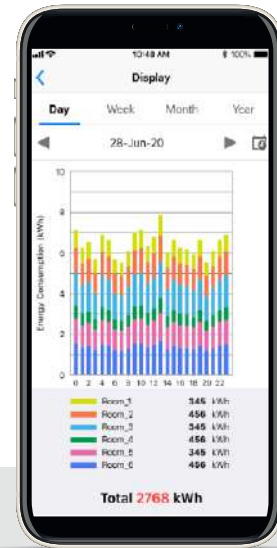 10:48 AM 100%
Display
Day Week Month Year
28-Jun-20
Energy Consumption (kWh)
10
8
6
4
2
0
0 2 4 6 8 10 12 14 16 18 20 22
Room_1 345 kWh
Room_2 456 kWh
Room_3 345 kWh
Room_4 456 kWh
Room_5 345 kWh
Room_6 456 kWh
Total 2768 kWh